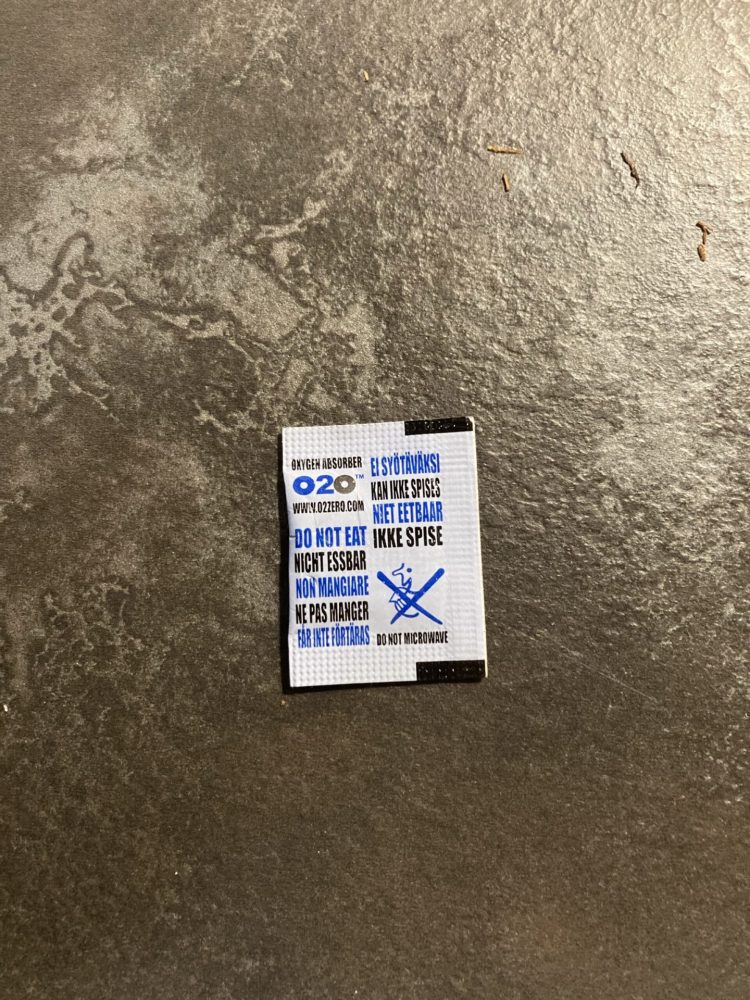 OXYGEN ABSORBER
O2O™
WWW.O2ZERO.COM
DO NOT EAT
NICHT ESSBAR
NON MANGIARE
NE PAS MANGER
FÅR INTE FÖRTÄRAS
EI SYÖTÄVÄKSI
KAN IKKE SPISES
NIET EETBAAR
IKKE SPISE
DO NOT MICROWAVE